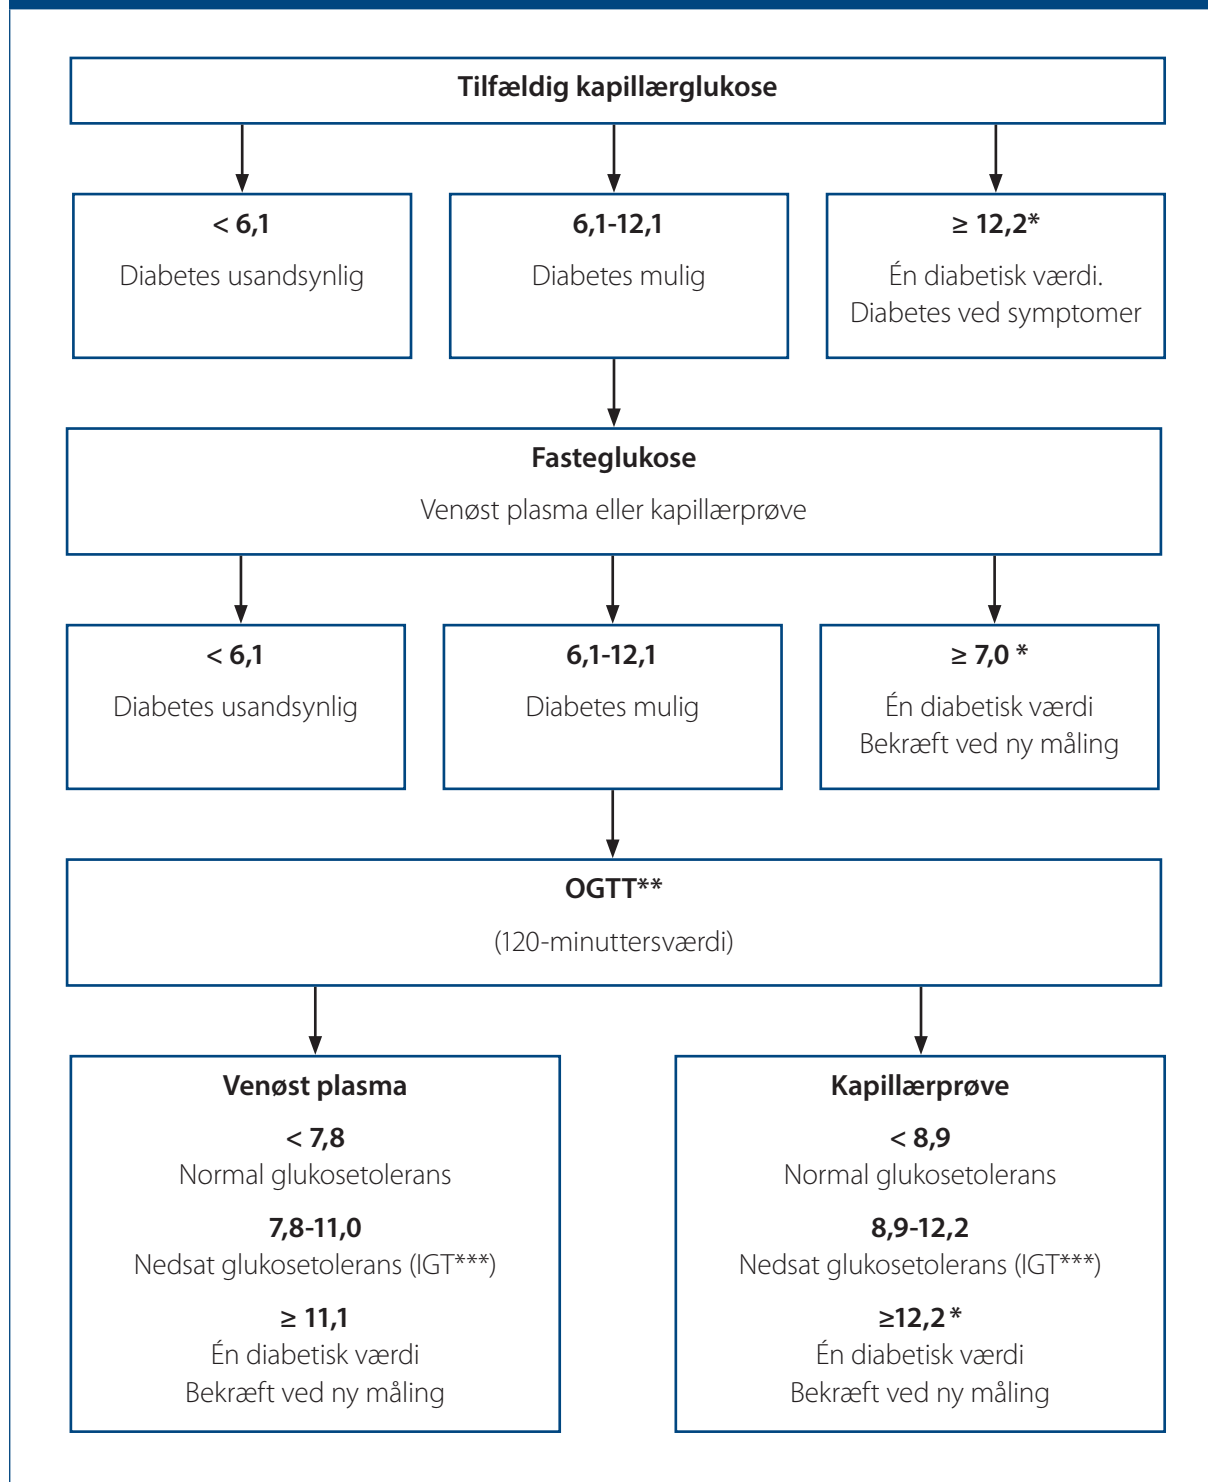 Tilfældig kapillærglukose
< 6,1
Diabetes usandsynlig
6,1-12,1
Diabetes mulig
≥ 12,2*
Én diabetisk værdi.
Diabetes ved symptomer
Fasteglukose
Venøst plasma eller kapillærprøve
< 6,1
Diabetes usandsynlig
6,1-12,1
Diabetes mulig
≥ 7,0 *
Én diabetisk værdi
Bekræft ved ny måling
OGTT**
(120-minuttersværdi)
Venøst plasma
< 7,8
Normal glukosetolerans
7,8-11,0
Nedsat glukosetolerans (IGT***)
≥ 11,1
Én diabetisk værdi
Bekræft ved ny måling
Kapillærprøve
< 8,9
Normal glukosetolerans
8,9-12,2
Nedsat glukosetolerans (IGT***)
≥12,2 *
Én diabetisk værdi
Bekræft ved ny måling